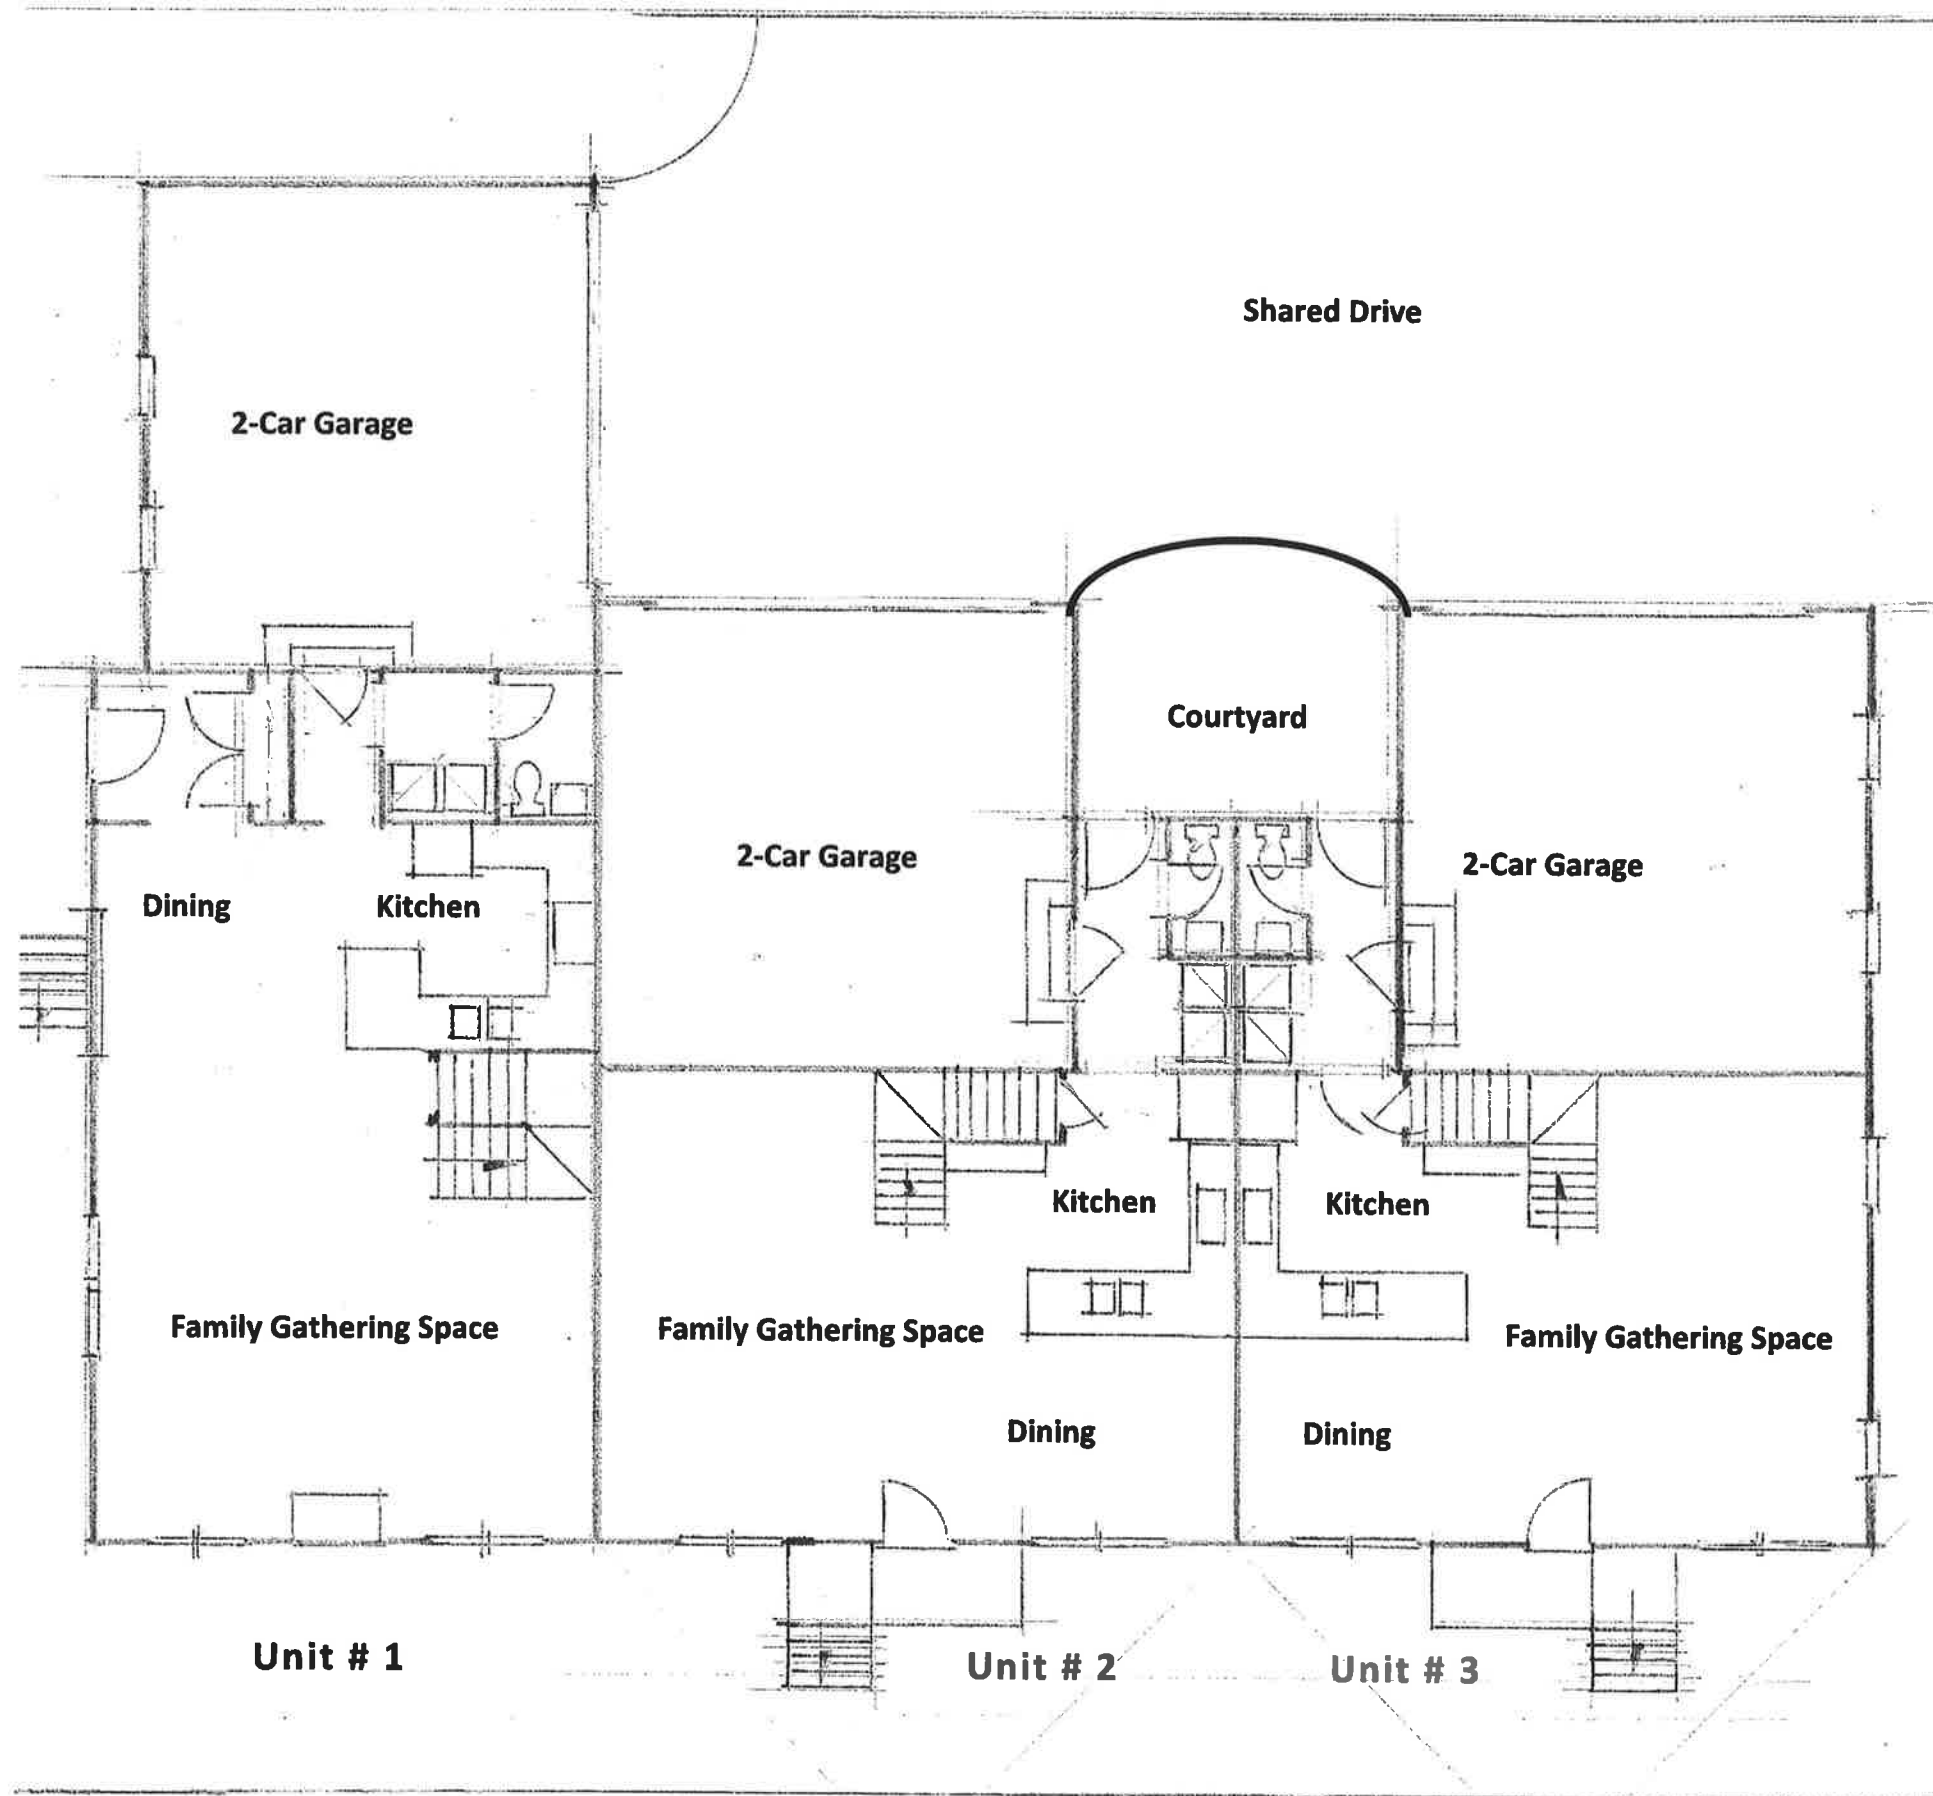 Shared Drive
2-Car Garage
Courtyard
2-Car Garage
2-Car Garage
Dining
Kitchen
Kitchen
Kitchen
Family Gathering Space
Family Gathering Space
Family Gathering Space
Dining
Dining
Unit # 1
Unit # 2
Unit # 3